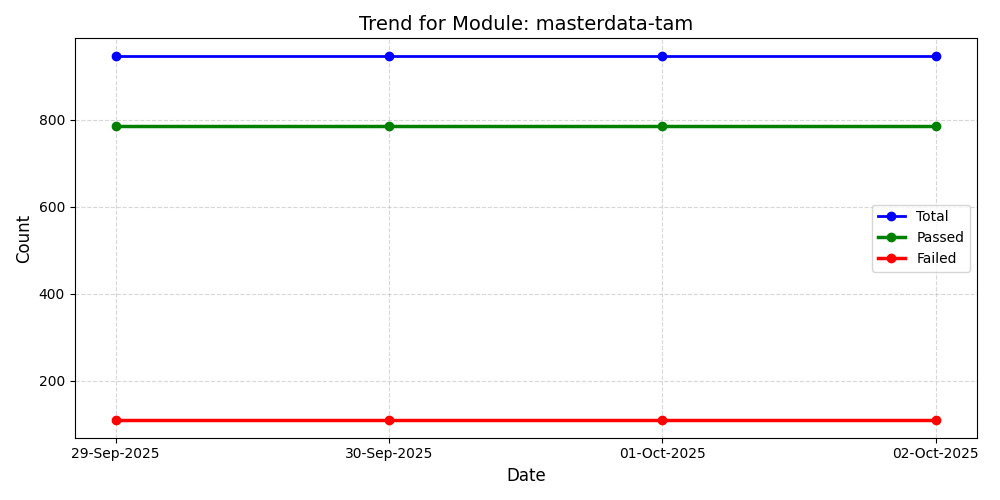 Trend for Module: masterdata-tam
800
600
400
200
Count
Total
Passed
Failed
29-Sep-2025 30-Sep-2025 01-Oct-2025 02-Oct-2025
Date